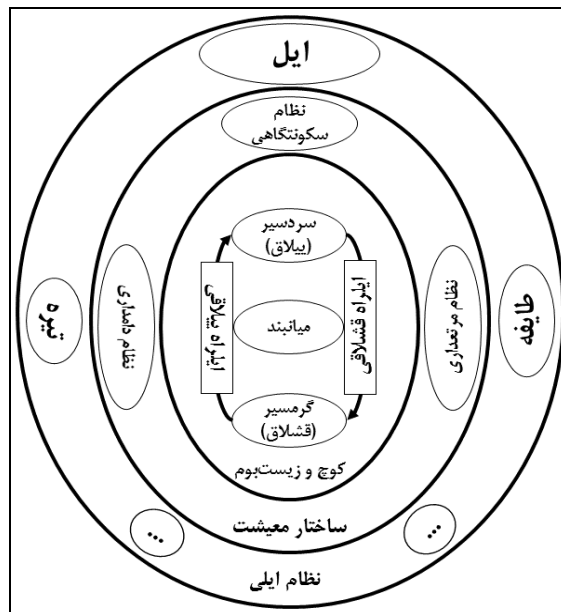 ایل
نظام
سکونتگاهی
سردسیر
(ییلاق)
طایفه
نظام مرتعداری
ایلراه قشلاقی
میانبند
ایلراه ییلاقی
نظام دامداری
تیره
گرمسیر
(قشلاق)
کوچ و زیست‌بوم
...
...
ساختار معیشت
نظام ایلی